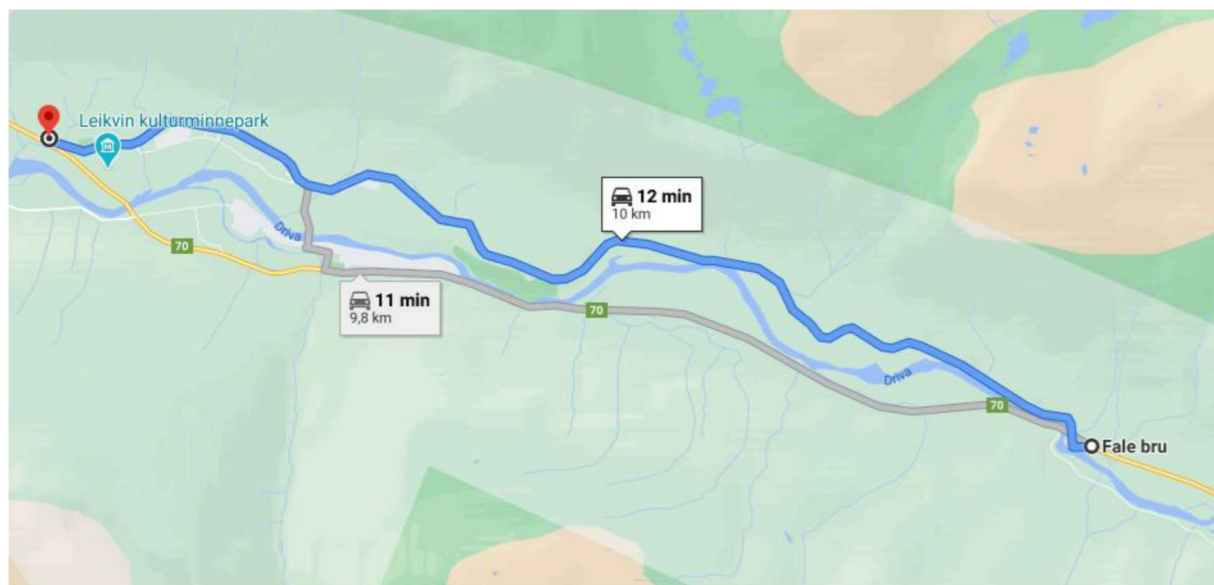 Leikvin kulturminnepark
12 min
10 km
Driva
70
11 min
9,8 km
70
Driva
70
Fale bru